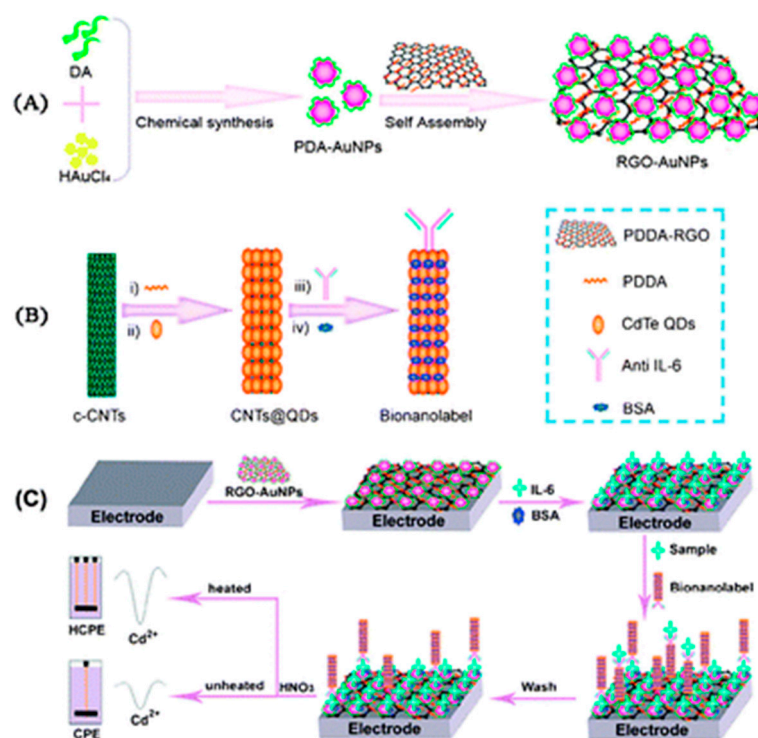 (A)
DA
HAuCl₄
Chemical synthesis
PDA-AuNPs
Self Assembly
RGO-AuNPs
(B)
i)
ii)
iii)
iv)
c-CNTs
CNTs@QDs
Bionanolabel
PDDA-RGO
PDDA
CdTe QDs
Anti IL-6
BSA
(C)
Electrode
RGO-AuNPs
Electrode
IL-6
BSA
Electrode
Sample
Bionanolabel
Electrode
Wash
Electrode
HNO₃
heated
unheated
HCPE
Cd²⁺
CPE
Cd²⁺